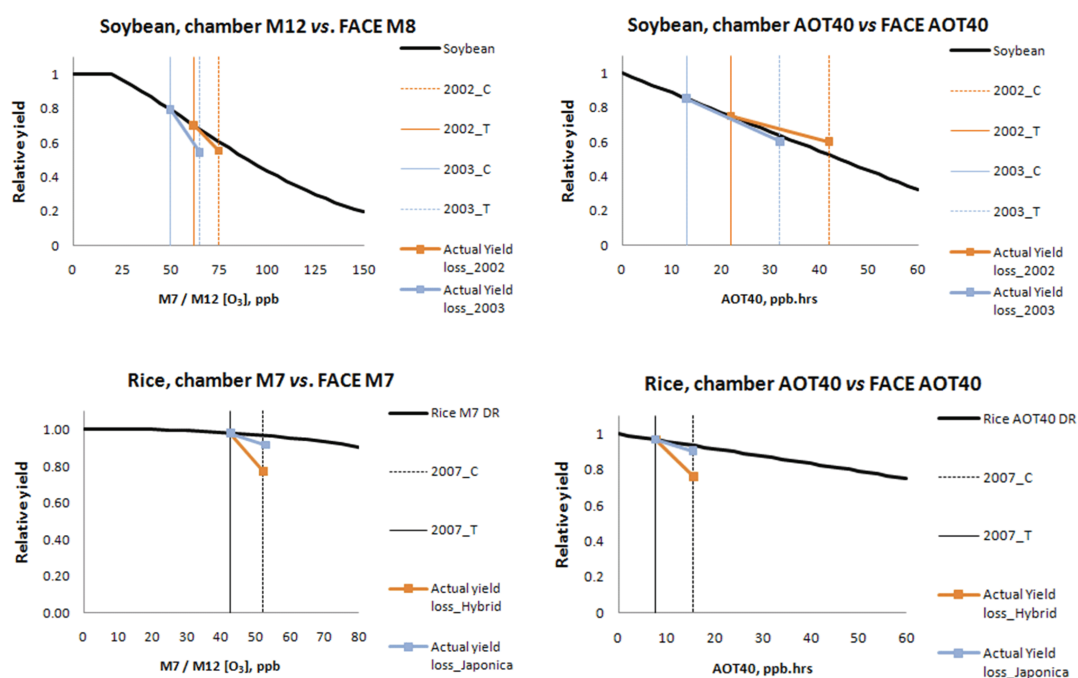 Soybean, chamber M12 vs. FACE M8
Relative yield
1
0.8
0.6
0.4
0.2
0
0 25 50 75 100 125 150
M7 / M12 [O₃], ppb
Soybean
2002_C
2002_T
2003_C
2003_T
Actual Yield
loss_2002
Actual Yield
loss_2003
Soybean, chamber AOT40 vs FACE AOT40
Relative yield
1
0.8
0.6
0.4
0.2
0
0 10 20 30 40 50 60
AOT40, ppb.hrs
Soybean
2002_C
2002_T
2003_C
2003_T
Actual Yield
loss_2002
Actual Yield
loss_2003
Rice, chamber M7 vs. FACE M7
Relative yield
1.00
0.80
0.60
0.40
0.20
0.00
0 10 20 30 40 50 60 70 80
M7 / M12 [O₃], ppb
Rice M7 DR
2007_C
2007_T
Actual yield
loss_Hybrid
Actual yield
loss_Japonica
Rice, chamber AOT40 vs FACE AOT40
Relative yield
1
0.8
0.6
0.4
0.2
0
0 10 20 30 40 50 60
AOT40, ppb.hrs
Rice AOT40 DR
2007_C
2007_T
Actual Yield
loss_Hybrid
Actual Yield
loss_Japonica